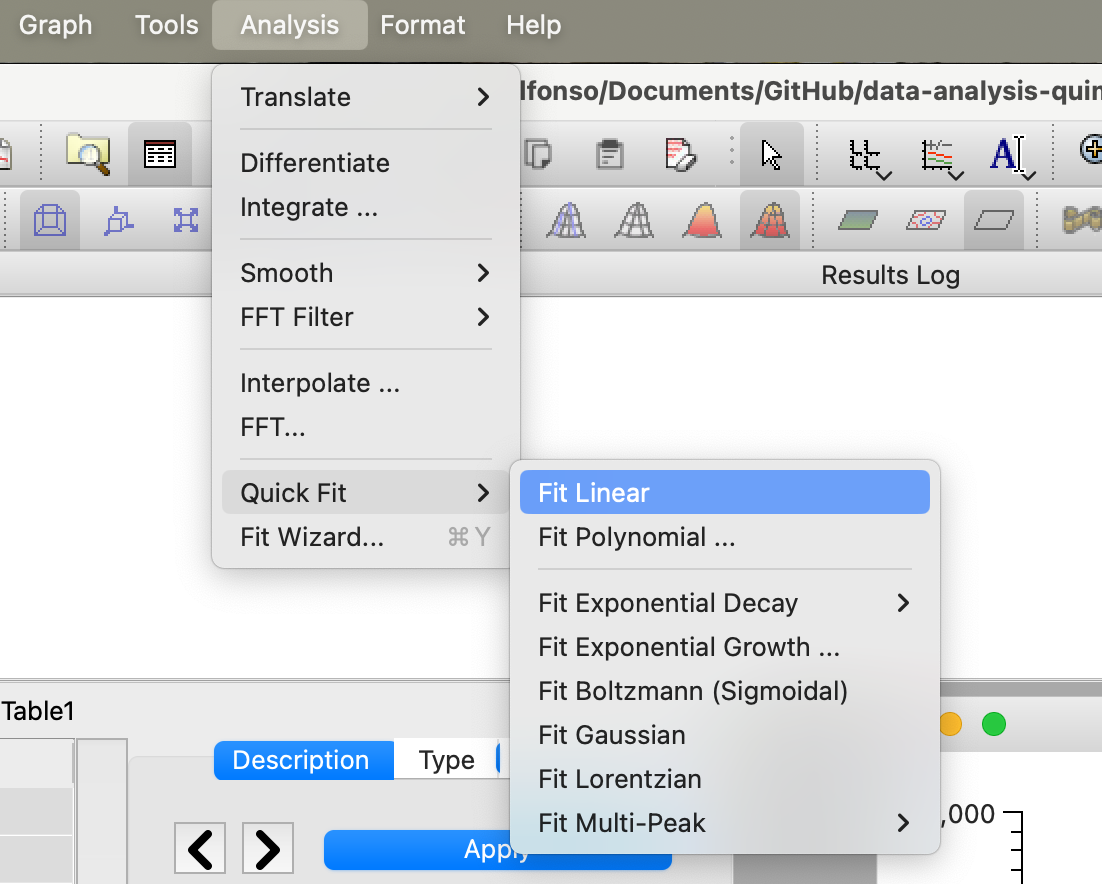 Graph Tools Analysis Format Help
lfonso/Documents/GitHub/data-analysis-quin
Translate
Differentiate
Integrate ...
Smooth
FFT Filter
Interpolate ...
FFT...
Quick Fit
Fit Wizard... ⌘ Y
Results Log
Fit Linear
Fit Polynomial ...
Fit Exponential Decay
Fit Exponential Growth ...
Fit Boltzmann (Sigmoidal)
Fit Gaussian
Fit Lorentzian
Fit Multi-Peak
Table1
Description Type
Apply
,000